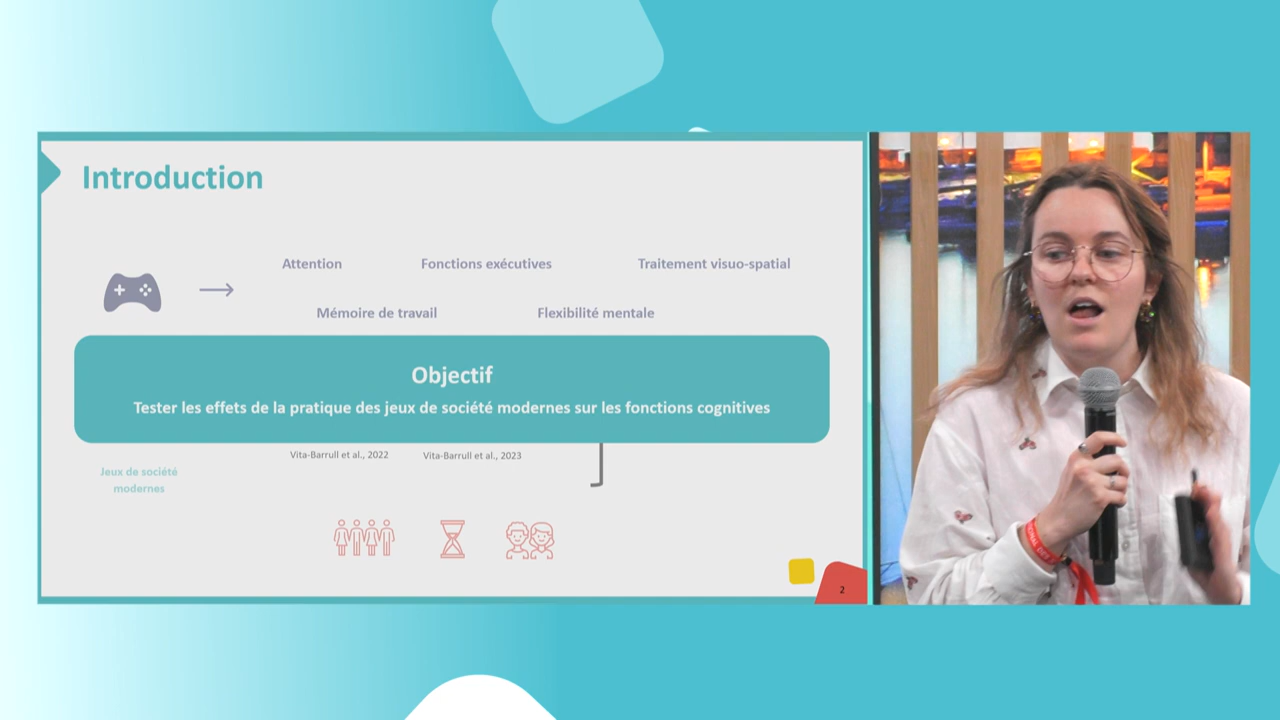 Introduction
Attention
Fonctions exécutives
Traitement visuo-spatial
Mémoire de travail
Flexibilité mentale
Objectif
Tester les effets de la pratique des jeux de société modernes sur les fonctions cognitives
Vita-Barrull et al., 2022
Vita-Barrull et al., 2023
Jeux de société
modernes
2